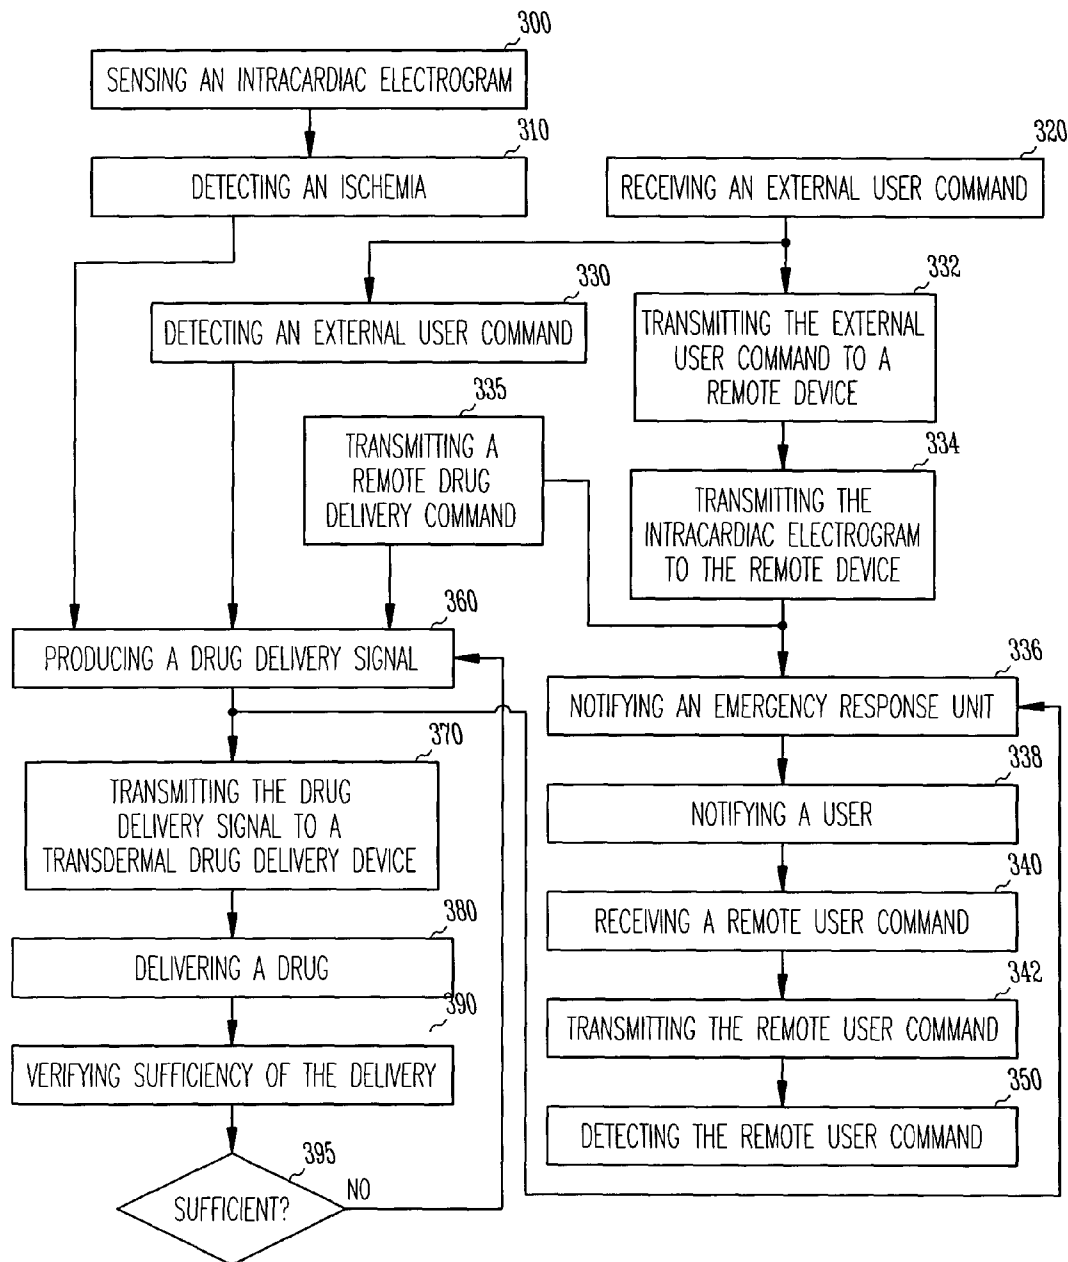 300
SENSING AN INTRACARDIAC ELECTROGRAM
310
DETECTING AN ISCHEMIA
320
RECEIVING AN EXTERNAL USER COMMAND
330
DETECTING AN EXTERNAL USER COMMAND
332
TRANSMITTING THE EXTERNAL
USER COMMAND TO A
REMOTE DEVICE
335
TRANSMITTING A
REMOTE DRUG
DELIVERY COMMAND
334
TRANSMITTING THE
INTRACARDIAC ELECTROGRAM
TO THE REMOTE DEVICE
360
PRODUCING A DRUG DELIVERY SIGNAL
336
NOTIFYING AN EMERGENCY RESPONSE UNIT
370
TRANSMITTING THE DRUG
DELIVERY SIGNAL TO A
TRANSDERMAL DRUG DELIVERY DEVICE
338
NOTIFYING A USER
340
RECEIVING A REMOTE USER COMMAND
380
DELIVERING A DRUG
342
TRANSMITTING THE REMOTE USER COMMAND
390
VERIFYING SUFFICIENCY OF THE DELIVERY
350
DETECTING THE REMOTE USER COMMAND
395
SUFFICIENT?
NO